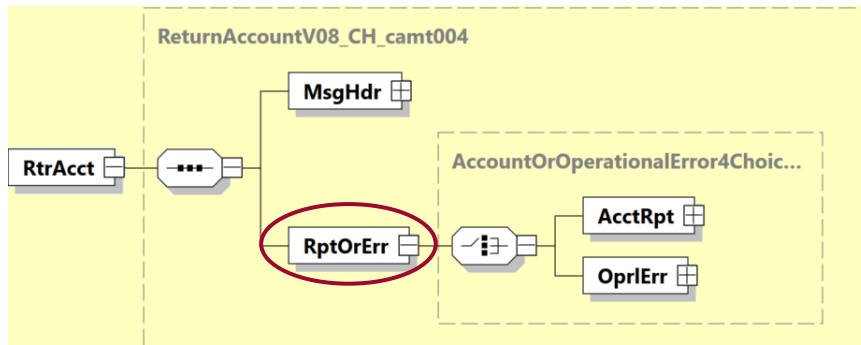 ReturnAccountV08_CH_camt004
MsgHdr
RtrAcct
AccountOrOperationalError4Choic...
AcctRpt
RptOrErr
OprlErr